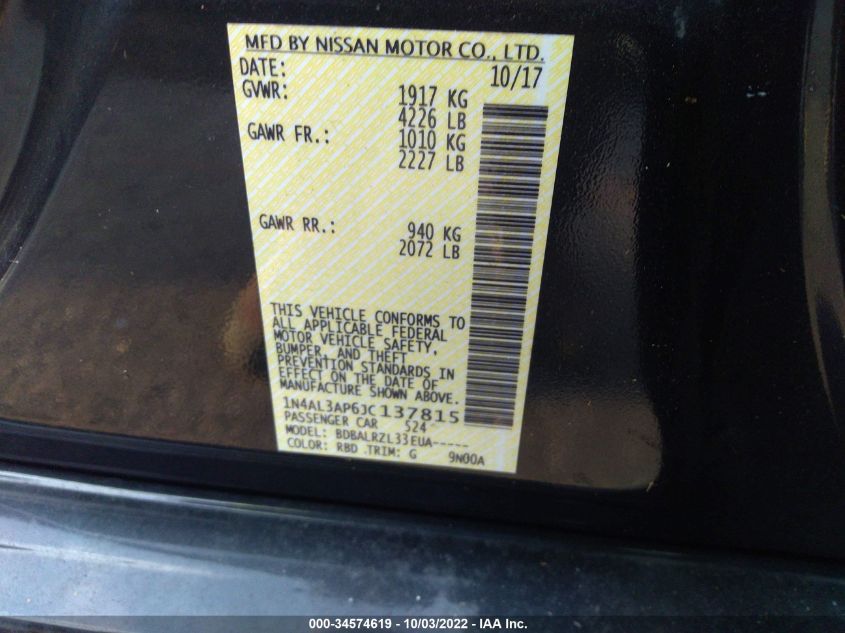 MFD BY NISSAN MOTOR CO., LTD.
DATE: 10/17
GVWR: 1917 KG
4226 LB
GAWR FR.: 1010 KG
2227 LB
GAWR RR.: 940 KG
2072 LB
THIS VEHICLE CONFORMS TO
ALL APPLICABLE FEDERAL
MOTOR VEHICLE SAFETY,
BUMPER, AND THEFT
PREVENTION STANDARDS IN
EFFECT ON THE DATE OF
MANUFACTURE SHOWN ABOVE.
1N4AL3AP6JC137815
PASSENGER CAR 524
MODEL: BDBALRZL33EUA-----
COLOR: RBD TRIM: G 9N00A
000-34574619 - 10/03/2022 - IAA Inc.